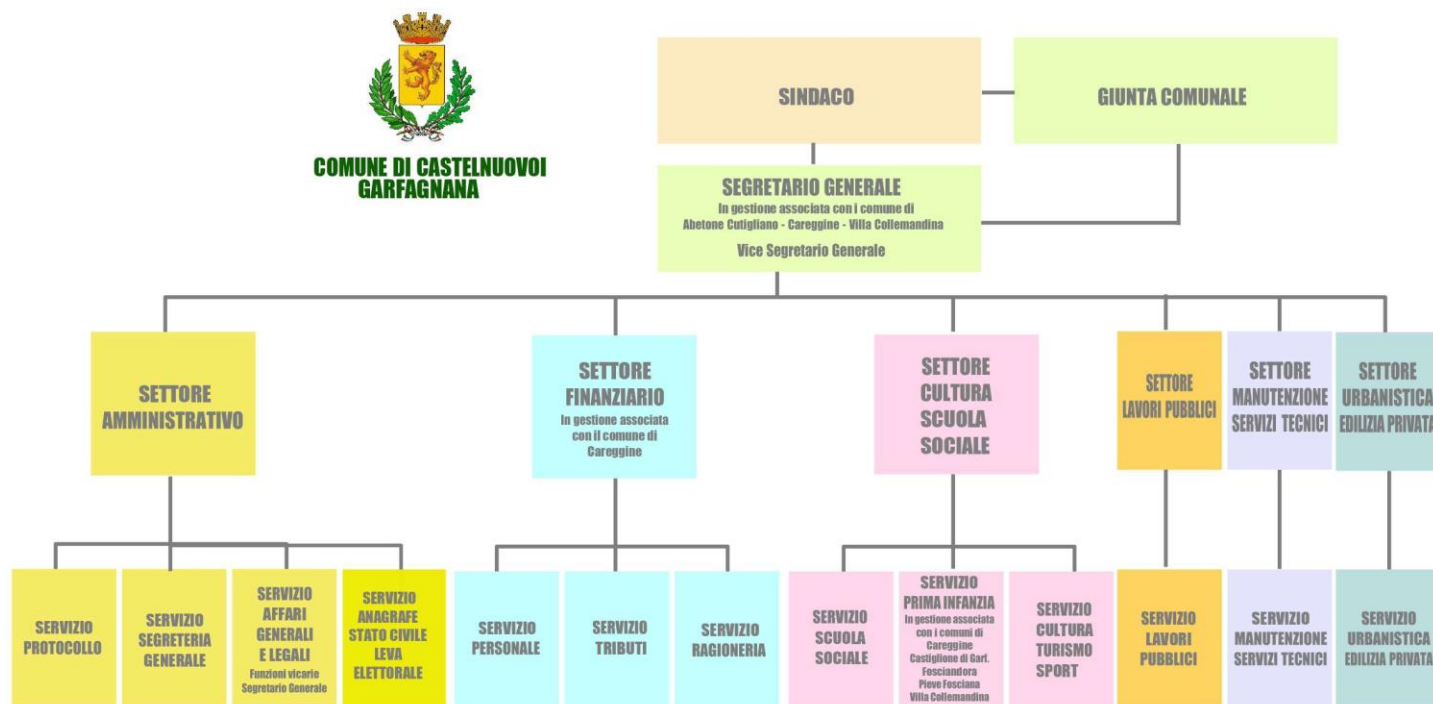 COMUNE DI CASTELNUOVOI
GARFAGNANA
SINDACO
GIUNTA COMUNALE
SEGRETARIO GENERALE
In gestione associata con i comune di
Abetone Cutigliano - Careggine - Villa Collemandina
Vice Segretario Generale
SETTORE
AMMINISTRATIVO
SETTORE
FINANZIARIO
In gestione associata
con il comune di
Careggine
SETTORE
CULTURA
SCUOLA
SOCIALE
SETTORE
LAVORI PUBBLICI
SETTORE
MANUTENZIONE
SERVIZI TECNICI
SETTORE
URBANISTICA
EDILIZIA PRIVATA
SERVIZIO
PROTOCOLLO
SERVIZIO
SEGRETERIA
GENERALE
SERVIZIO
AFFARI
GENERALI
E LEGALI
Funzioni vicarie
Segretario Generale
SERVIZIO
ANAGRAFE
STATO CIVILE
LEVA
ELETTORALE
SERVIZIO
PERSONALE
SERVIZIO
TRIBUTI
SERVIZIO
RAGIONERIA
SERVIZIO
SCUOLA
SOCIALE
SERVIZIO
PRIMA INFANZIA
In gestione associata
con i comuni di
Careggine
Castiglione di Garf.
Fosciandora
Pieve Fosciana
Villa Collemandina
SERVIZIO
CULTURA
TURISMO
SPORT
SERVIZIO
LAVORI
PUBBLICI
SERVIZIO
MANUTENZIONE
SERVIZI TECNICI
SERVIZIO
URBANISTICA
EDILIZIA PRIVATA